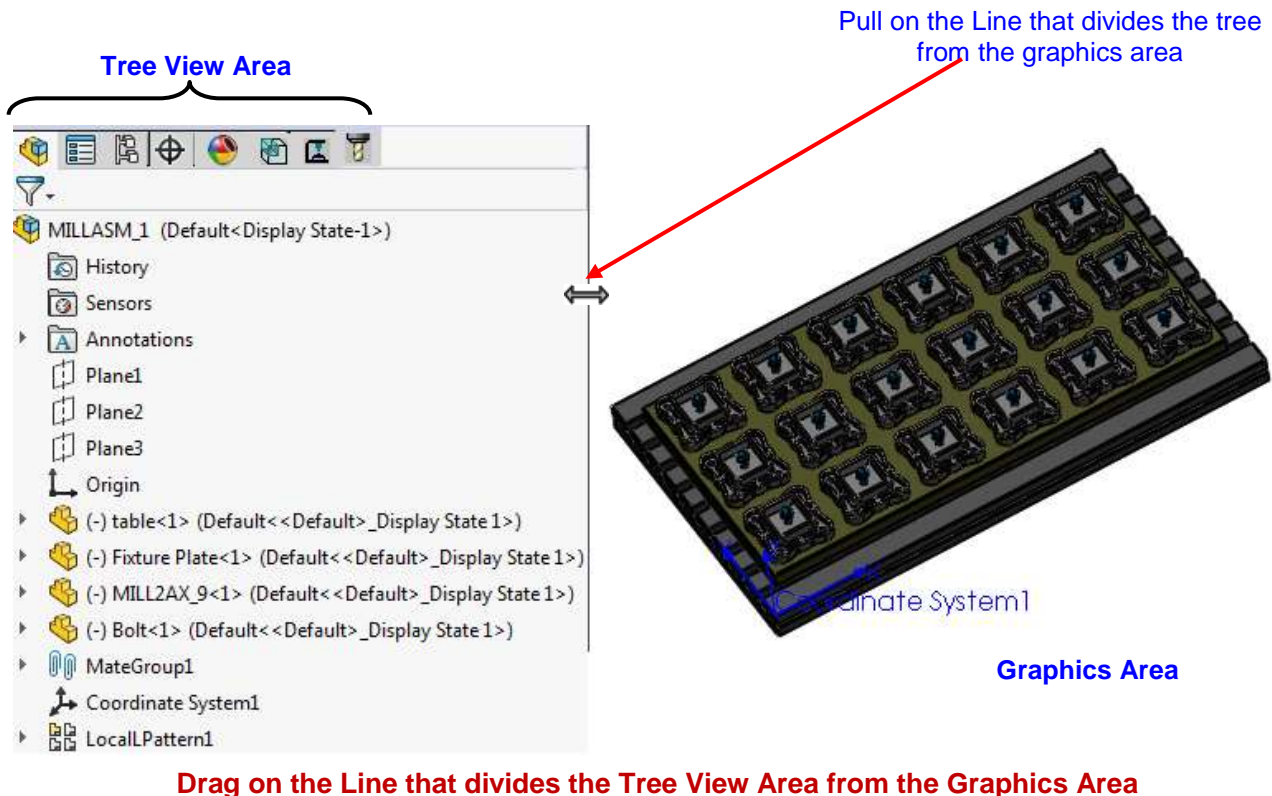 Pull on the Line that divides the tree
from the graphics area
Tree View Area
MILLASM_1 (Default<Display State-1>)
History
Sensors
A Annotations
Plane1
Plane2
Plane3
Origin
(-) table<1> (Default<<Default>_Display State 1>)
(-) Fixture Plate<1> (Default<<Default>_Display State 1>)
(-) MILL2AX_9<1> (Default<<Default>_Display State 1>)
(-) Bolt<1> (Default<<Default>_Display State 1>)
MateGroup1
Coordinate System1
LocalLPattern1
Coordinate System1
Graphics Area
Drag on the Line that divides the Tree View Area from the Graphics Area